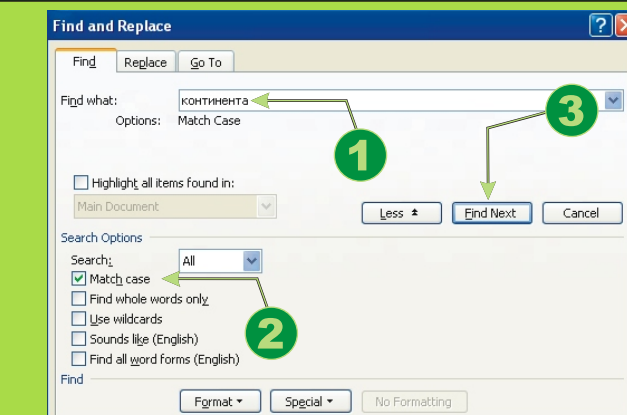 Find and Replace
Find Replace Go To
Find what: континента
Options: Match Case
3
1
Highlight all items found in:
Main Document
Less Find Next Cancel
Search Options
Search: All
Match case
Find whole words only
Use wildcards
2
Sounds like (English)
Find all word forms (English)
Find
Format Special No Formatting